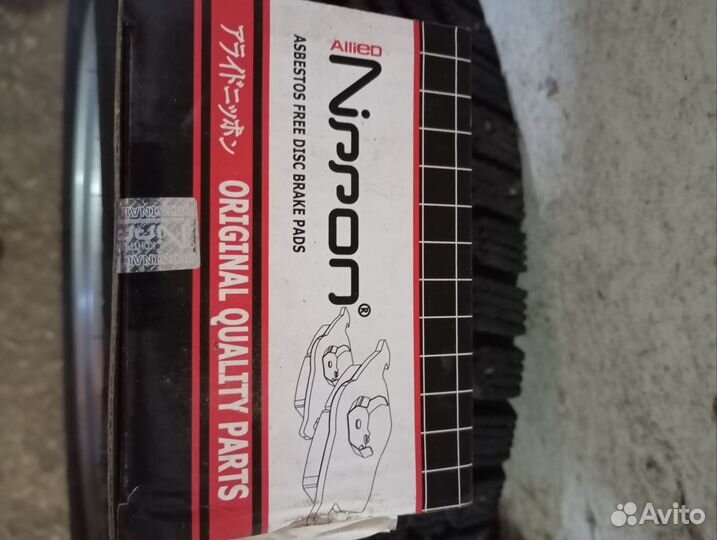 ALLIED
Nippon®
ASBESTOS FREE DISC BRAKE PADS
アライドニッポン ORIGINAL QUALITY PARTS
ORIGINAL
Avito